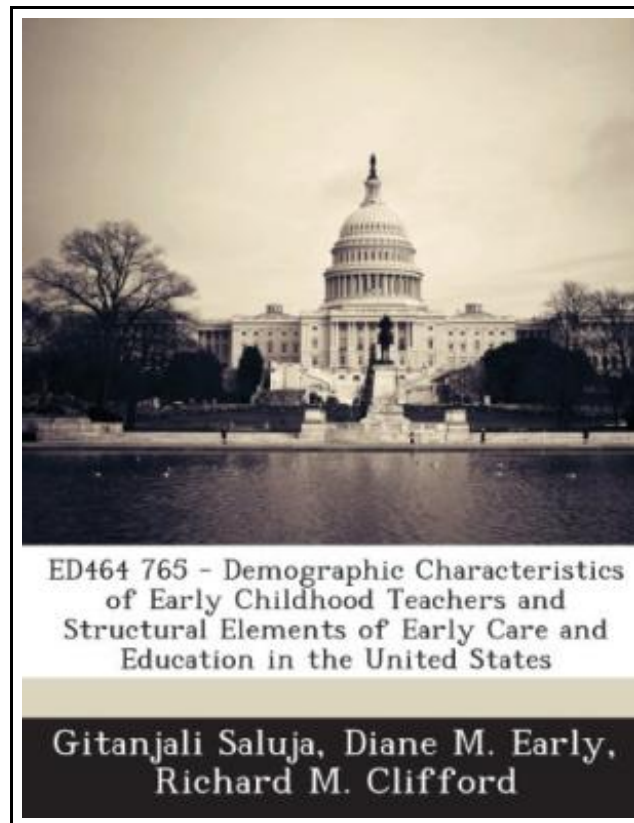 ED464 765 - Demographic Characteristics
of Early Childhood Teachers and
Structural Elements of Early Care and
Education in the United States
Gitanjali Saluja, Diane M. Early,
Richard M. Clifford